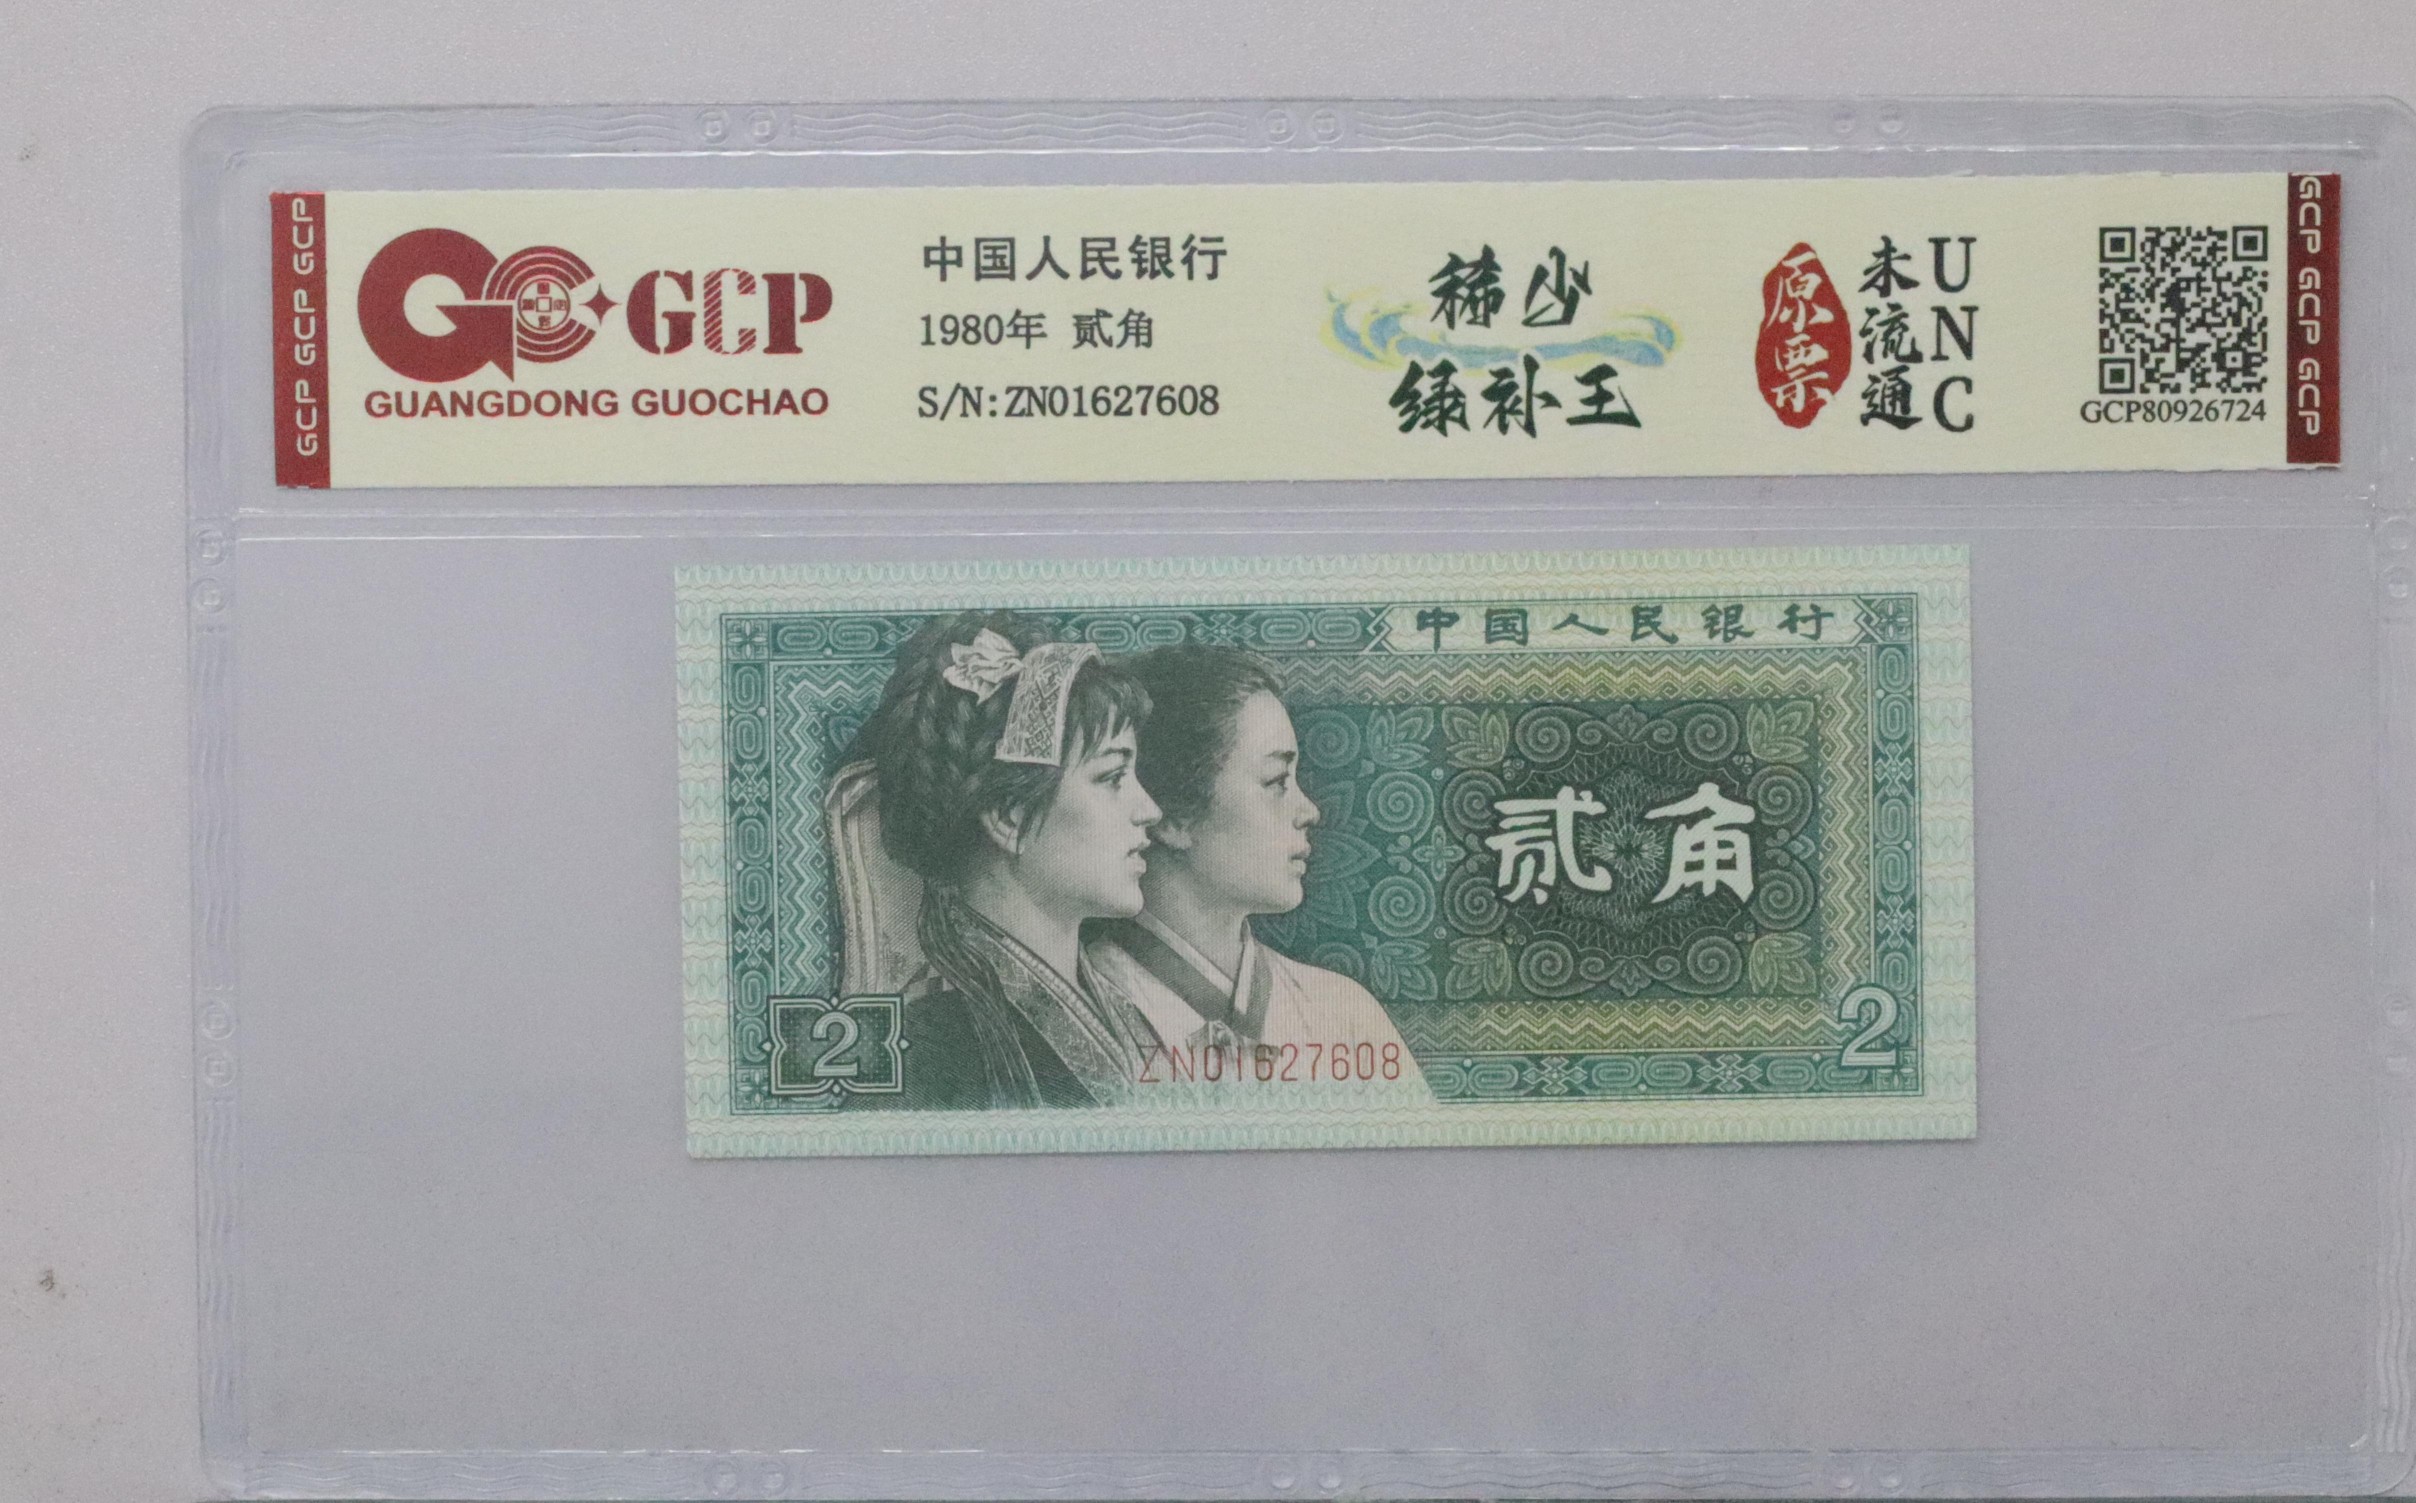 GCP GCP GCP
GCP
GUANGDONG GUOCHAO
中国人民银行
1980年 贰角
S/N:ZN01627608
稀少
绿补王
原票
未流通
UNC
GCP80926724
GCP GCP GCP
中国人民银行
贰角
2
2
ZN01627608